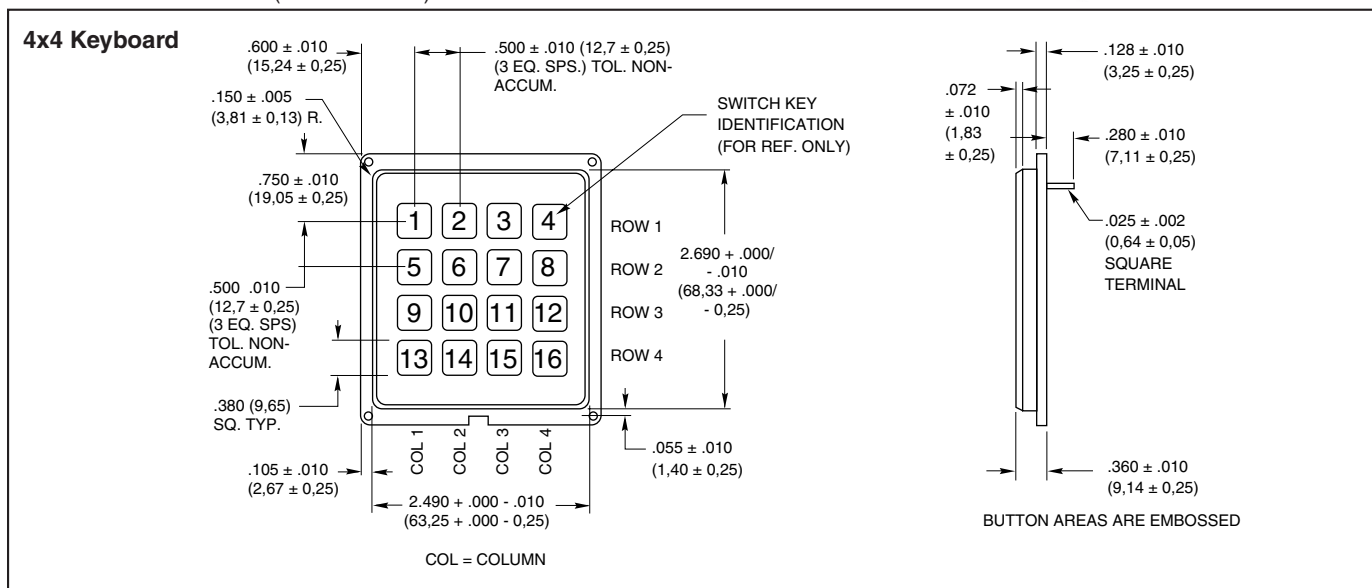 4x4 Keyboard
.600 ± .010
(15,24 ± 0,25)
.500 ± .010 (12,7 ± 0,25)
(3 EQ. SPS.) TOL. NON-
ACCUM.
.150 ± .005
(3,81 ± 0,13) R.
SWITCH KEY
IDENTIFICATION
(FOR REF. ONLY)
.750 ± .010
(19,05 ± 0,25)
1 2 3 4
ROW 1
5 6 7 8
ROW 2
9 10 11 12
ROW 3
13 14 15 16
ROW 4
2.690 + .000/
- .010
(68,33 + .000/
- 0,25)
.500 .010
(12,7 ± 0,25)
(3 EQ. SPS)
TOL. NON-
ACCUM.
.380 (9,65)
SQ. TYP.
COL 1
COL 2
COL 3
COL 4
.105 ± .010
(2,67 ± 0,25)
.055 ± .010
(1,40 ± 0,25)
2.490 + .000 - .010
(63,25 + .000 - 0,25)
COL = COLUMN
.128 ± .010
(3,25 ± 0,25)
.072
± .010
(1,83
± 0,25)
.280 ± .010
(7,11 ± 0,25)
.025 ± .002
(0,64 ± 0,05)
SQUARE
TERMINAL
.360 ± .010
(9,14 ± 0,25)
BUTTON AREAS ARE EMBOSSED